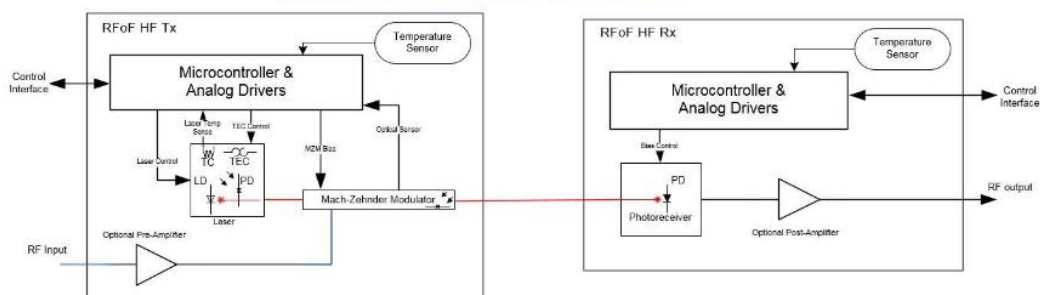 RFoF HF Tx
Temperature
Sensor
Control
Interface
Microcontroller &
Analog Drivers
Laser Temp
Sense
TEC Control
Laser Control
MZM Bias
Optical Sensor
TC
TEC
LD
PD
Laser
Mach-Zehnder Modulator
Optional Pre-Amplifier
RF Input
RFoF HF Rx
Temperature
Sensor
Microcontroller &
Analog Drivers
Control
Interface
Bias Control
PD
Photoreceiver
Optional Post-Amplifier
RF output